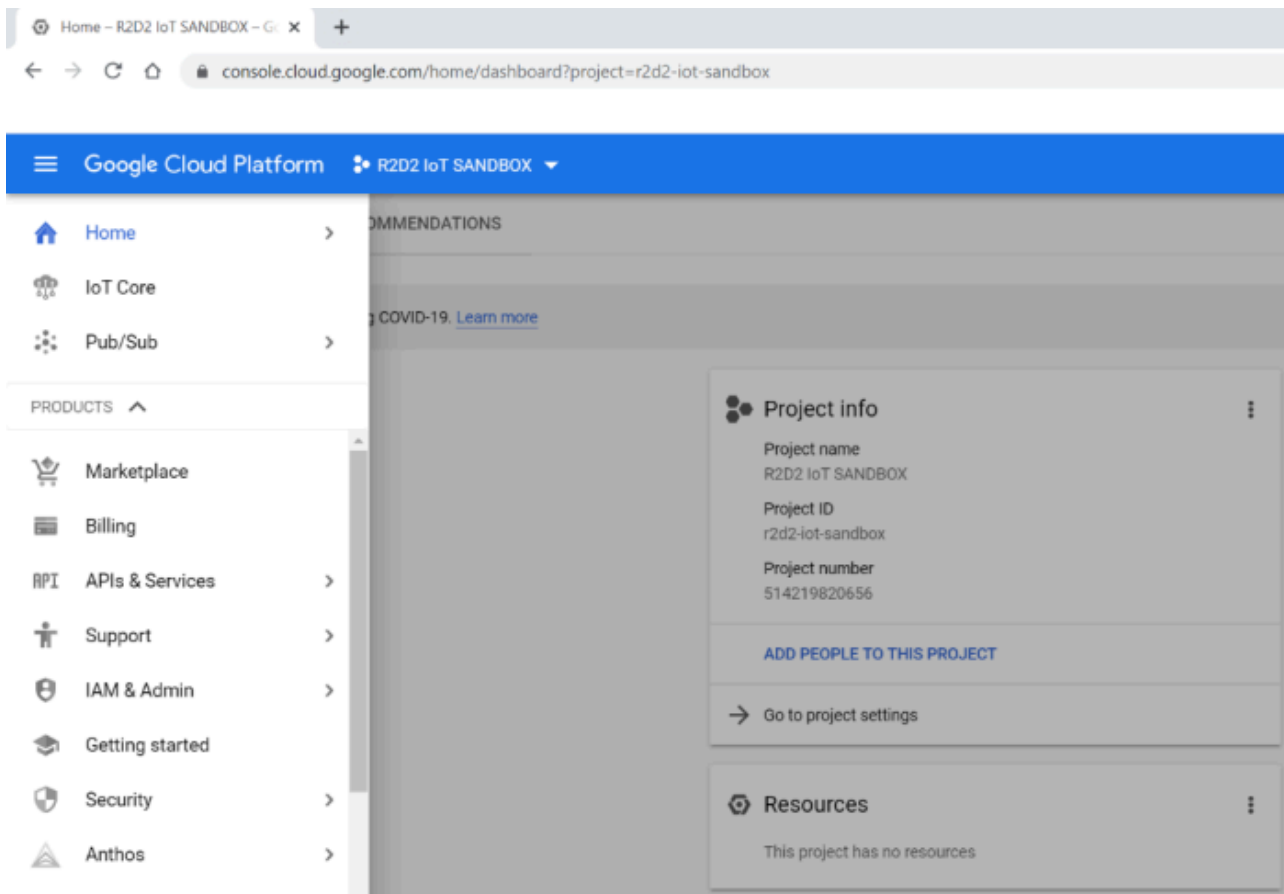 Home – R2D2 IoT SANDBOX – Go
console.cloud.google.com/home/dashboard?project=r2d2-iot-sandbox
Google Cloud Platform R2D2 IoT SANDBOX
Home
OMMENDATIONS
IoT Core
g COVID-19. Learn more
Pub/Sub
PRODUCTS
Project info
Project name
R2D2 IoT SANDBOX
Marketplace
Project ID
r2d2-iot-sandbox
Billing
Project number
514219820656
API APIs & Services
Support
ADD PEOPLE TO THIS PROJECT
IAM & Admin
Go to project settings
Getting started
Security
Resources
This project has no resources
Anthos